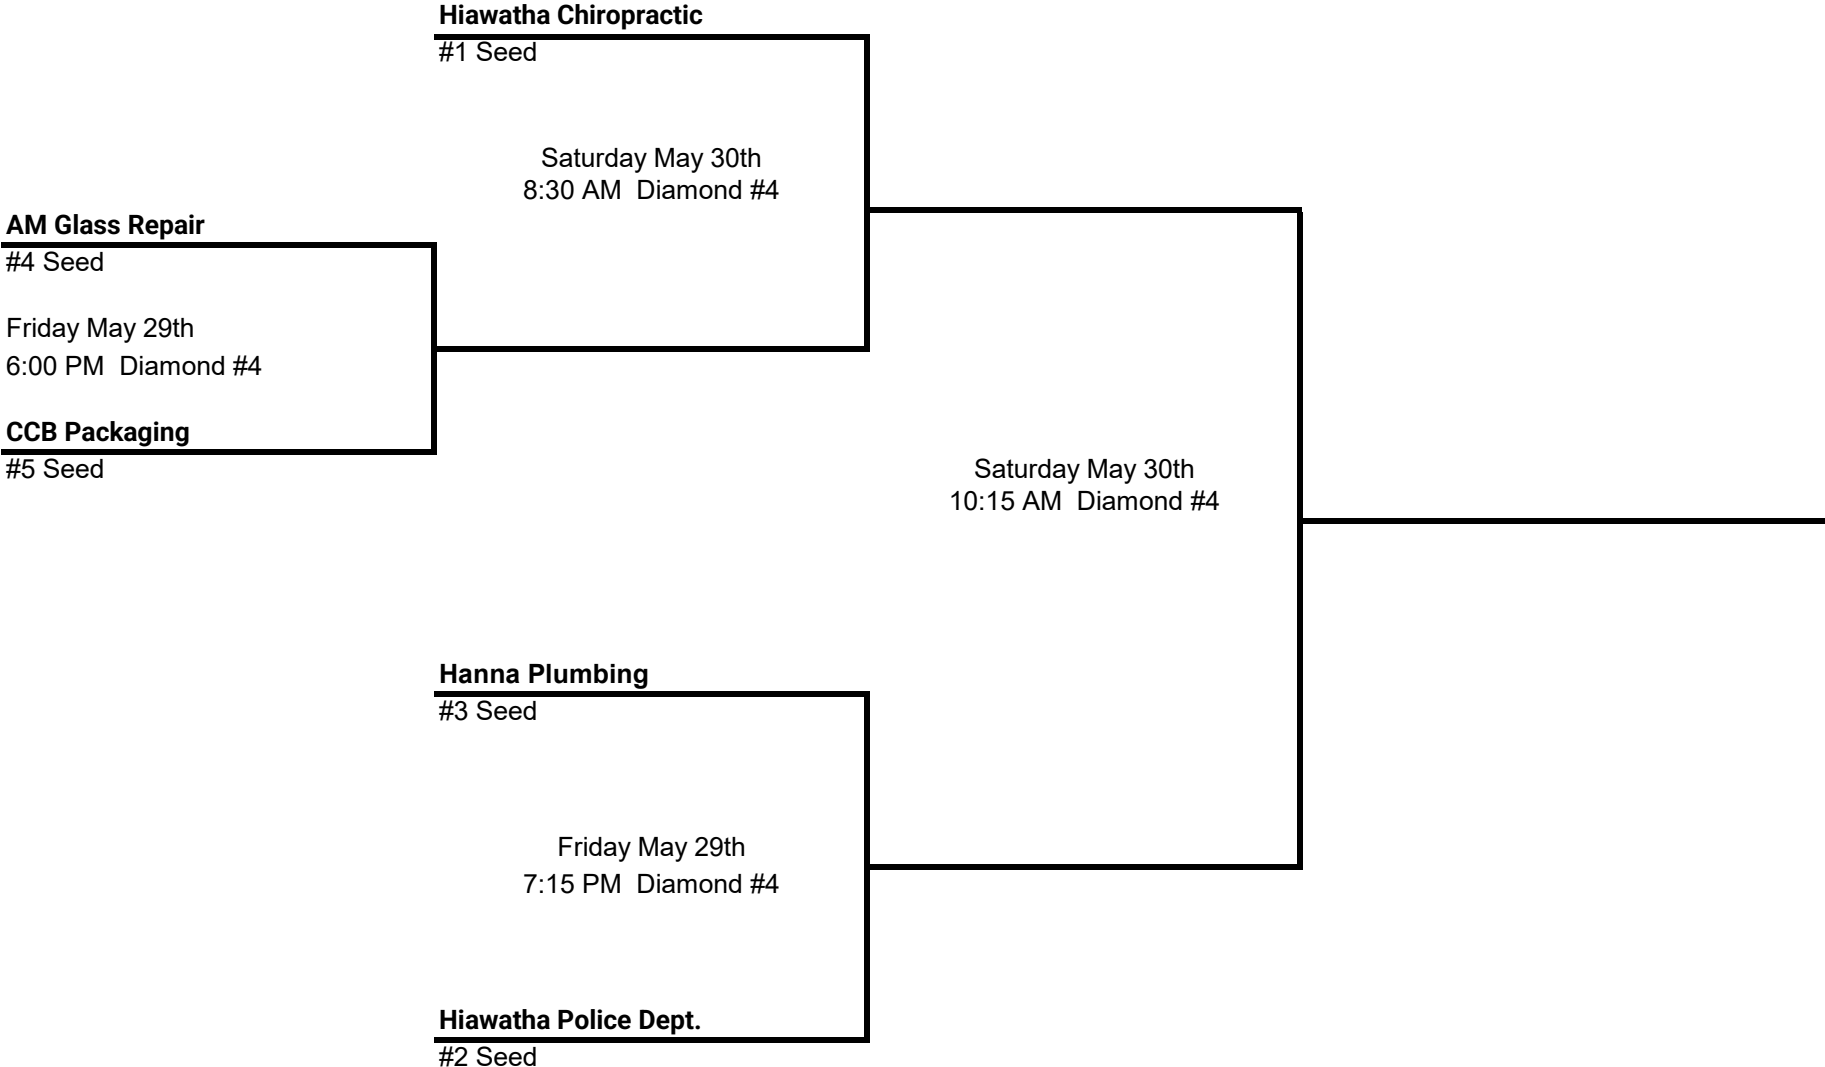 Hiawatha Chiropractic
#1 Seed
Saturday May 30th
8:30 AM  Diamond #4
AM Glass Repair
#4 Seed
Friday May 29th
6:00 PM  Diamond #4
CCB Packaging
#5 Seed
Saturday May 30th
10:15 AM  Diamond #4
Hanna Plumbing
#3 Seed
Friday May 29th
7:15 PM  Diamond #4
Hiawatha Police Dept.
#2 Seed